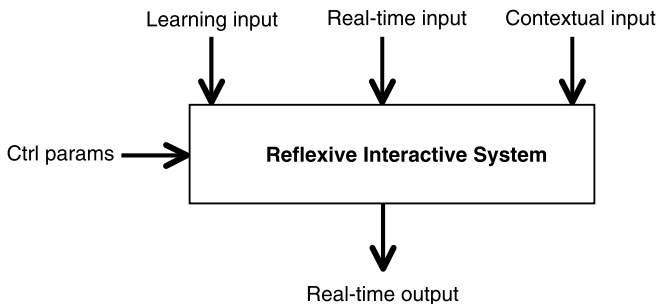 Learning input
Real-time input
Contextual input
Ctrl params
Reflexive Interactive System
Real-time output